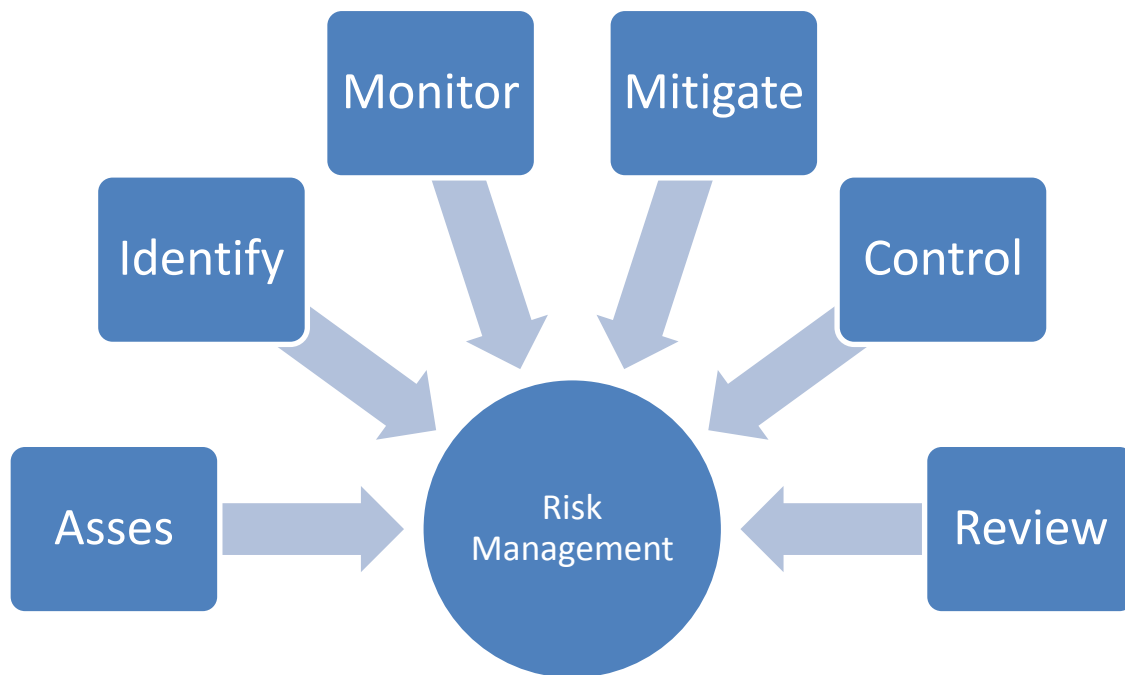 Monitor
Mitigate
Identify
Control
Asses
Risk
Management
Review